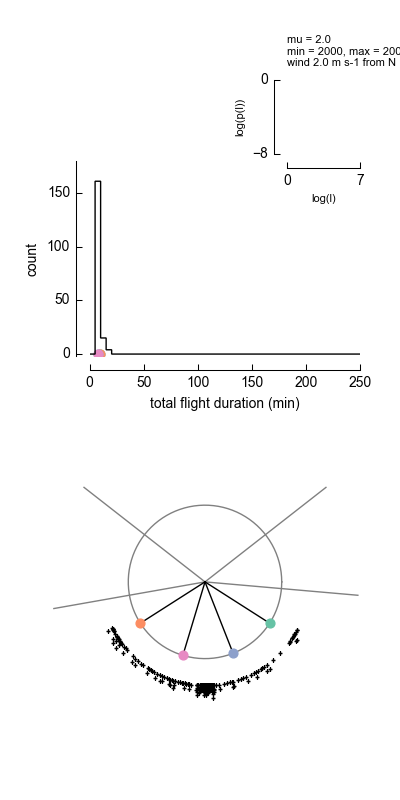 mu = 2.0
min = 2000, max = 200
wind 2.0 m s-1 from N
0
log(p(l))
−8
0 7
log(l)
150
100
count
50
0
0 50 100 150 200 250
total flight duration (min)